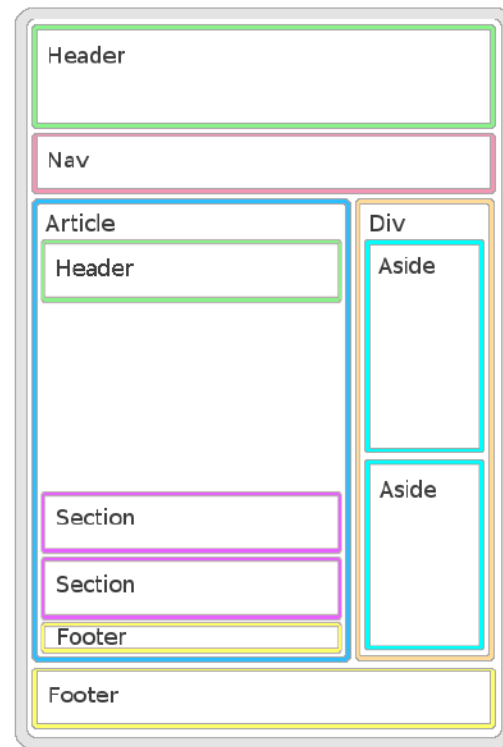 Header
Nav
Article
Header
Section
Section
Footer
Div
Aside
Aside
Footer